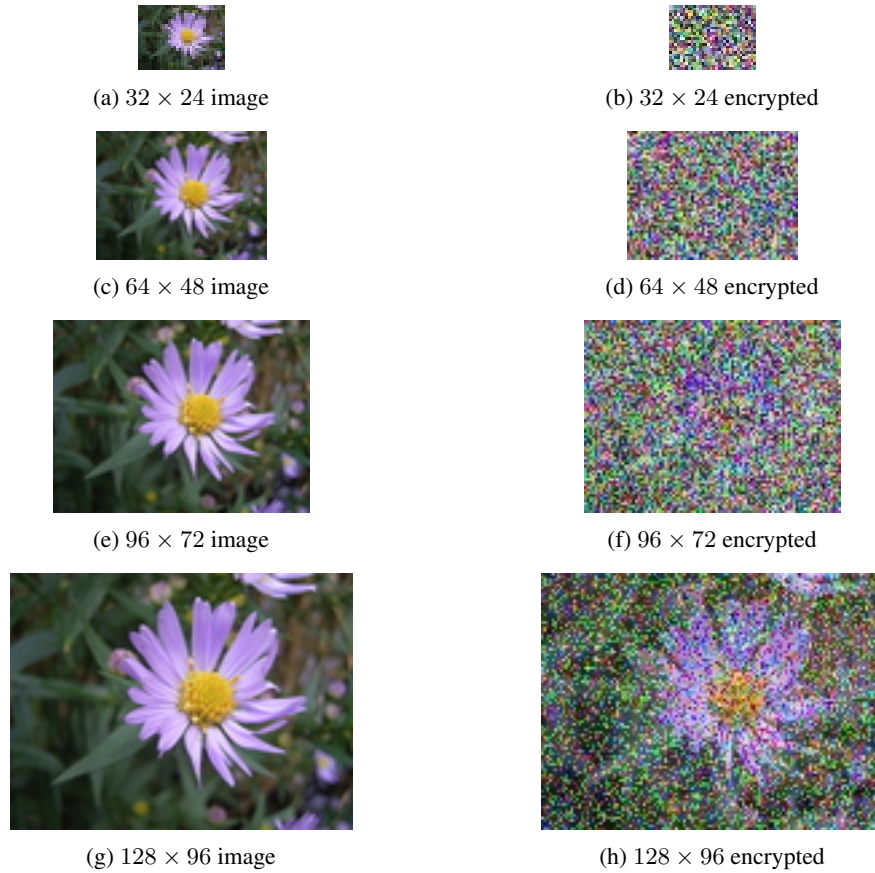 (a) 32 × 24 image
(b) 32 × 24 encrypted
(c) 64 × 48 image
(d) 64 × 48 encrypted
(e) 96 × 72 image
(f) 96 × 72 encrypted
(g) 128 × 96 image
(h) 128 × 96 encrypted